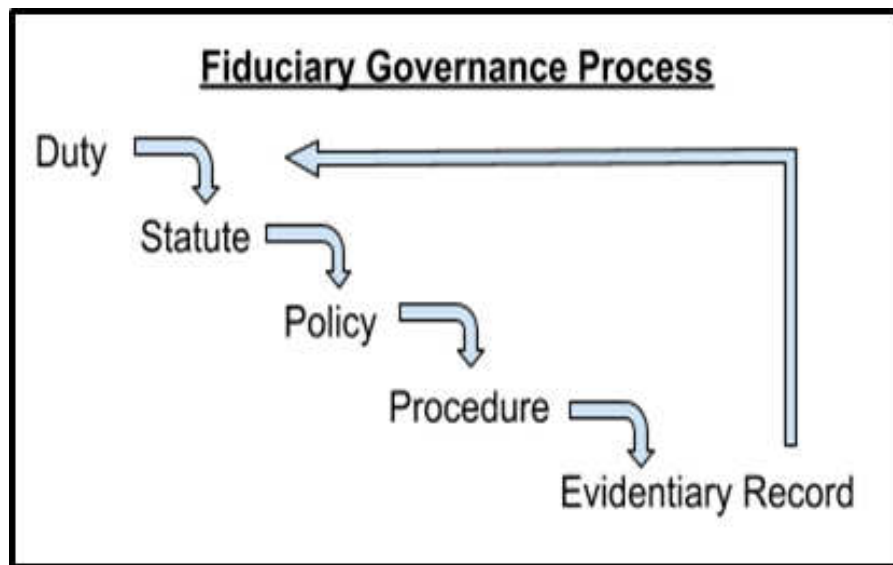 Fiduciary Governance Process
Duty
Statute
Policy
Procedure
Evidentiary Record